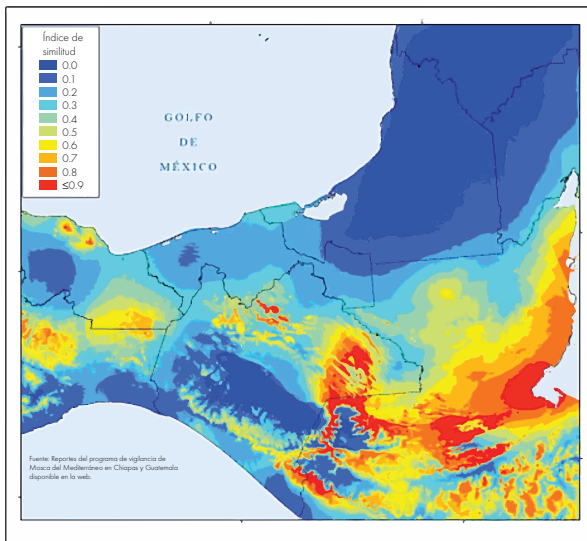 Índice de
similitud
0.0
0.1
0.2
0.3
0.4
0.5
0.6
0.7
0.8
≤0.9
GOLFO
DE
MÉXICO
Fuente: Reportes del programa de vigilancia de
Mosca del Mediterráneo en Chiapas y Guatemala
disponible en la web.